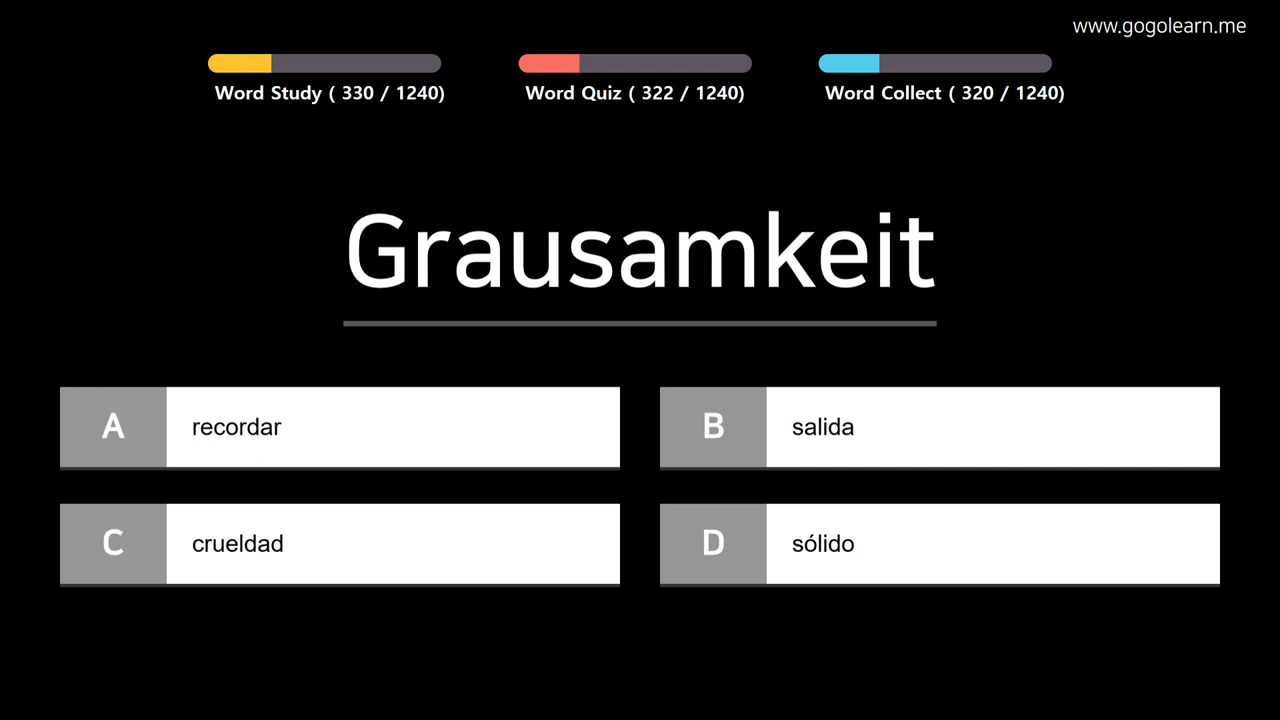 www.gogolearn.me
Word Study ( 330 / 1240)
Word Quiz ( 322 / 1240)
Word Collect ( 320 / 1240)
Grausamkeit
A recordar
B salida
C crueldad
D sólido